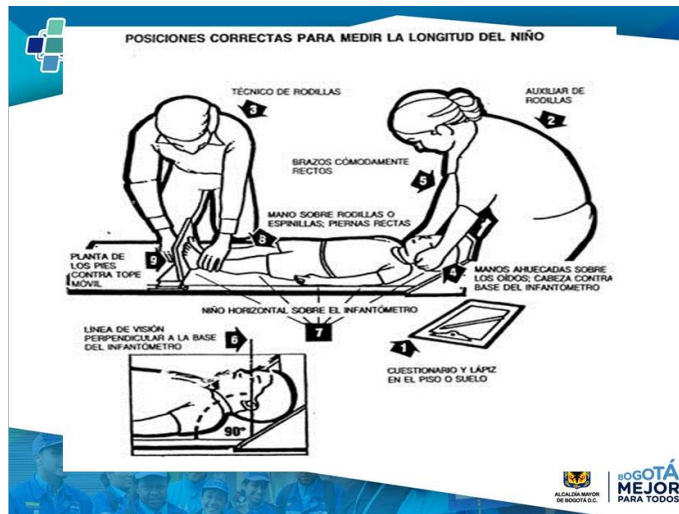 POSICIONES CORRECTAS PARA MEDIR LA LONGITUD DEL NIÑO
TÉCNICO DE RODILLAS
3
AUXILIAR DE
RODILLAS
2
BRAZOS CÓMODAMENTE
RECTOS
5
MANO SOBRE RODILLAS O
ESPINILLAS; PIERNAS RECTAS
8
PLANTA DE
LOS PIES
CONTRA TOPE
MÓVIL
9
4
MANOS AHUECADAS SOBRE
LOS OÍDOS; CABEZA CONTRA
BASE DEL INFANTÓMETRO
NIÑO HORIZONTAL SOBRE EL INFANTÓMETRO
7
LÍNEA DE VISIÓN
PERPENDICULAR A LA BASE
DEL INFANTÓMETRO
6
1
CUESTIONARIO Y LÁPIZ
EN EL PISO O SUELO
90°
ALCALDÍA MAYOR
DE BOGOTÁ D.C.
BOGOTÁ
MEJOR
PARA TODOS